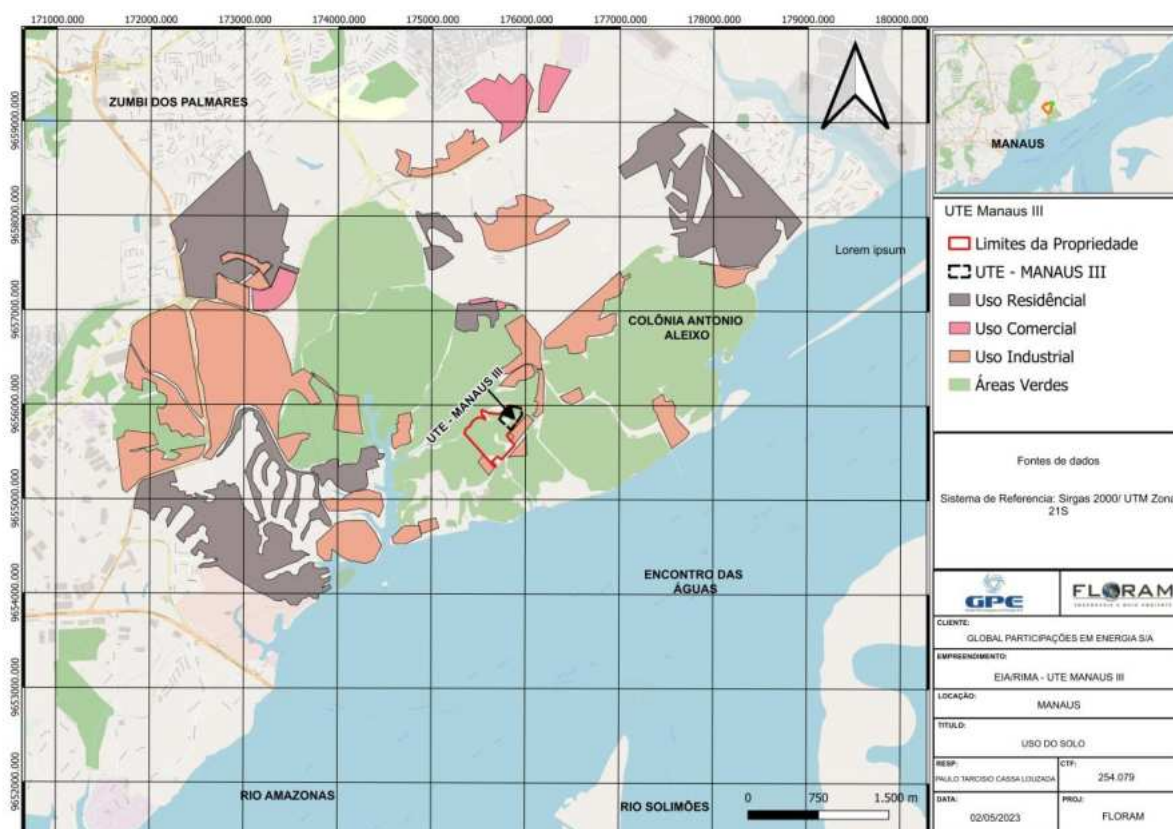 171000.000 172000.000 173000.000 174000.000 175000.000 176000.000 177000.000 178000.000 179000.000 180000.000
9659000.000
9658000.000
9657000.000
9656000.000
9655000.000
9654000.000
9653000.000
9652000.000
ZUMBI DOS PALMARES
COLÔNIA ANTONIO
ALEIXO
Lorem ipsum
UTE - MANAUS III
ENCONTRO DAS
ÁGUAS
RIO AMAZONAS
RIO SOLIMÕES
0 750 1.500 m
MANAUS
UTE Manaus III
Limites da Propriedade
UTE - MANAUS III
Uso Residêncial
Uso Comercial
Uso Industrial
Áreas Verdes
Fontes de dados
Sistema de Referencia: Sirgas 2000/ UTM Zona
21S
GPE
FLORAM
ENGENHARIA E MEIO AMBIENTE
CLIENTE:
GLOBAL PARTICIPAÇÕES EM ENERGIA S/A
EMPREENDIMENTO:
EIA/RIMA - UTE MANAUS III
LOCAÇÃO:
MANAUS
TITULO:
USO DO SOLO
RESP:
PAULO TARCISIO CASSA LOUZADA
CTF:
254.079
DATA:
02/05/2023
PROJ:
FLORAM